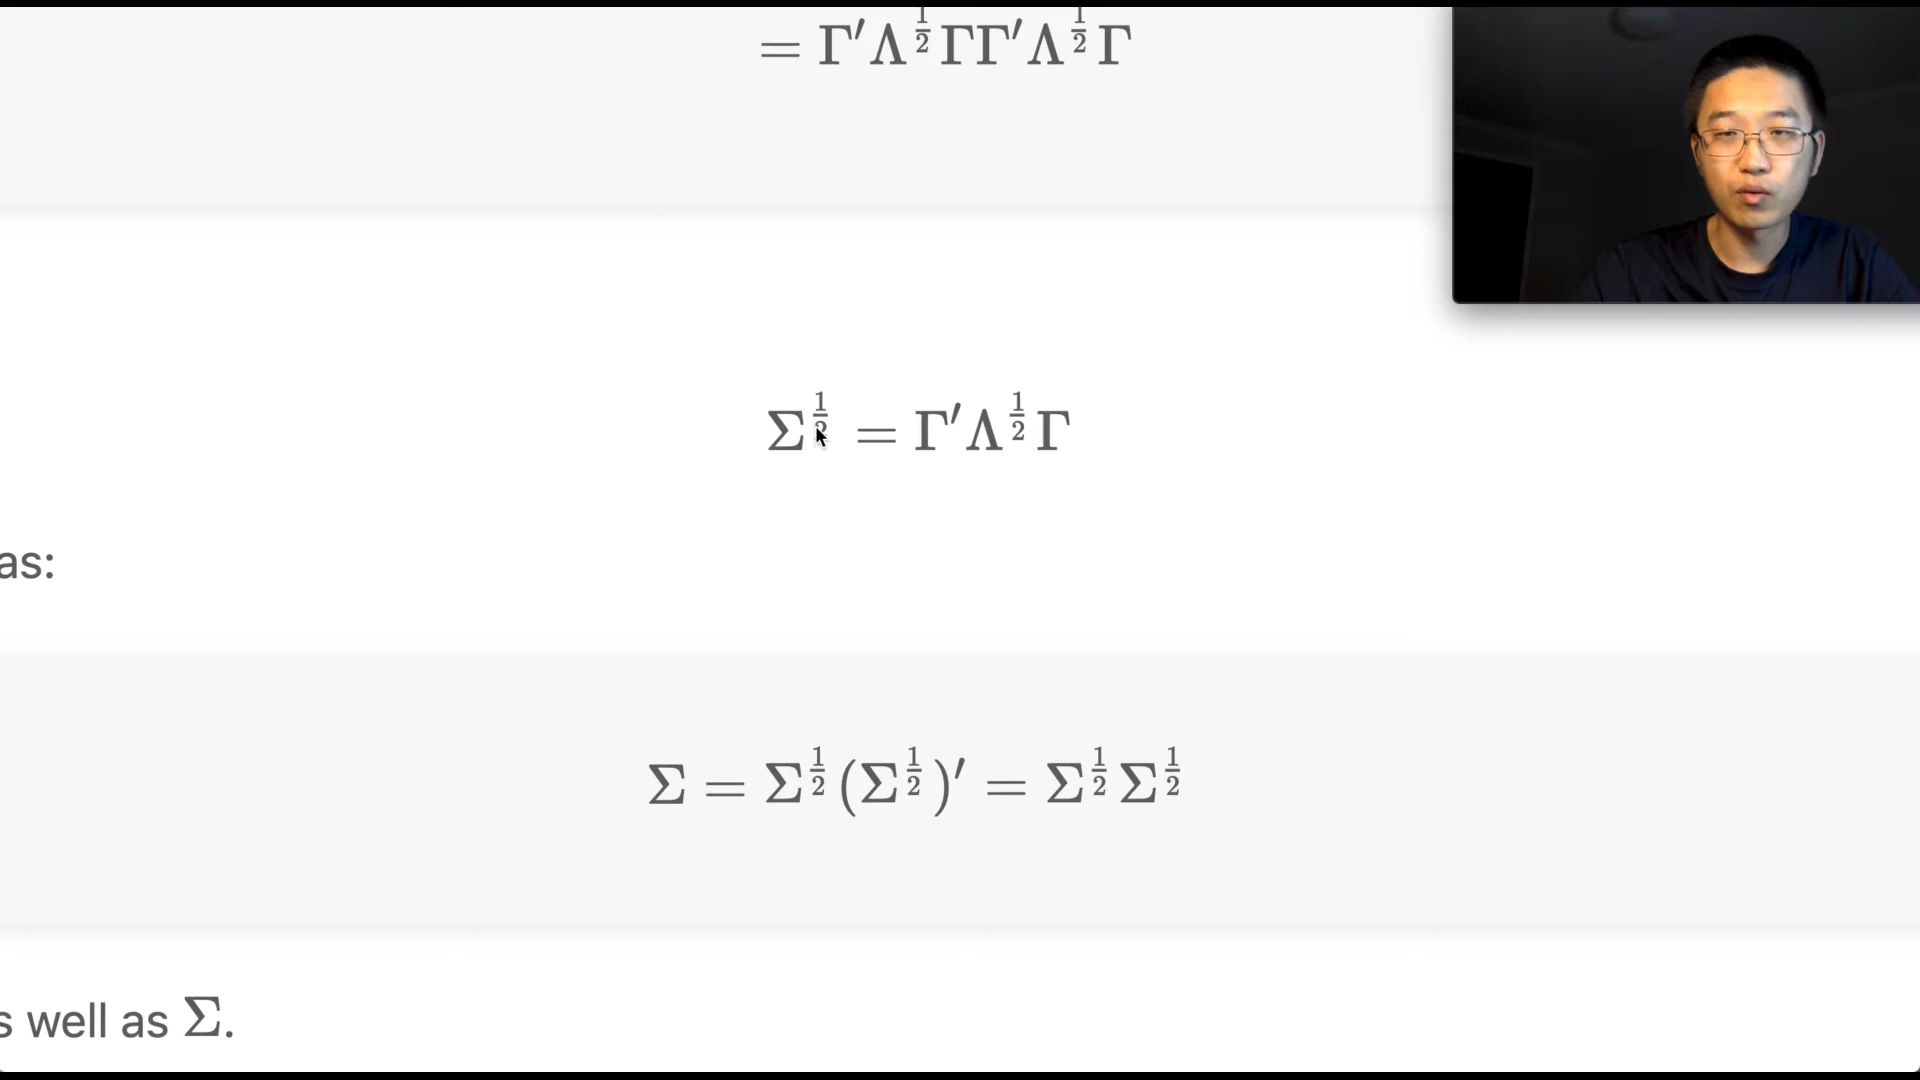 = Γ′Λ^{1/2}ΓΓ′Λ^{1/2}Γ
Σ^{1/2} = Γ′Λ^{1/2}Γ
as:
Σ = Σ^{1/2}(Σ^{1/2})′ = Σ^{1/2}Σ^{1/2}
s well as Σ.